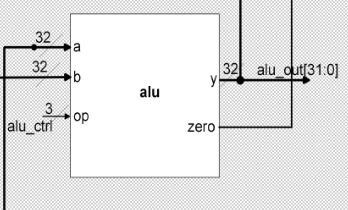 32
a
32
b
alu
y
32
alu_out[31:0]
3
op
alu_ctrl
zero